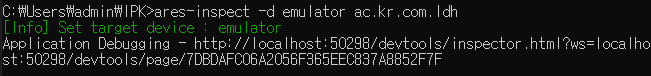 C:₩Users₩admin₩IPK>ares-inspect -d emulator ac.kr.com.ldh
[Info] Set target device : emulator
Application Debugging - http://localhost:50298/devtools/inspector.html?ws=localho
st:50298/devtools/page/7DBDAFC06A2056F365EEC837A8852F7F